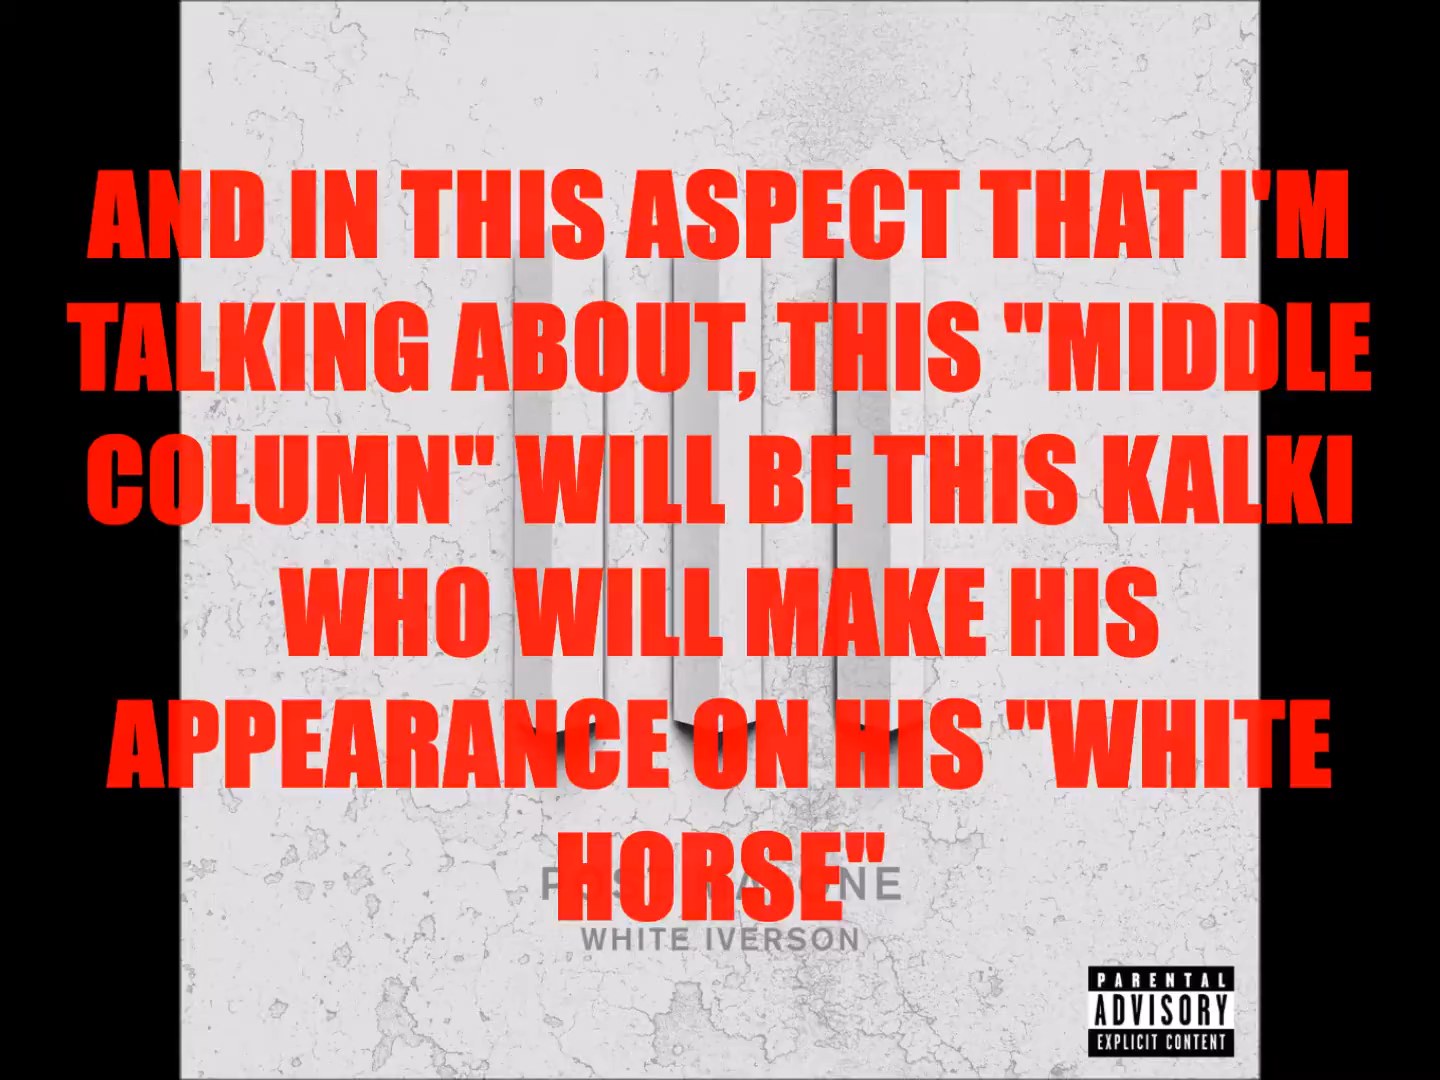 AND IN THIS ASPECT THAT I'M
TALKING ABOUT, THIS "MIDDLE
COLUMN" WILL BE THIS KALKI
WHO WILL MAKE HIS
APPEARANCE ON HIS "WHITE
HORSE"
WHITE IVERSON
PARENTAL
ADVISORY
EXPLICIT CONTENT